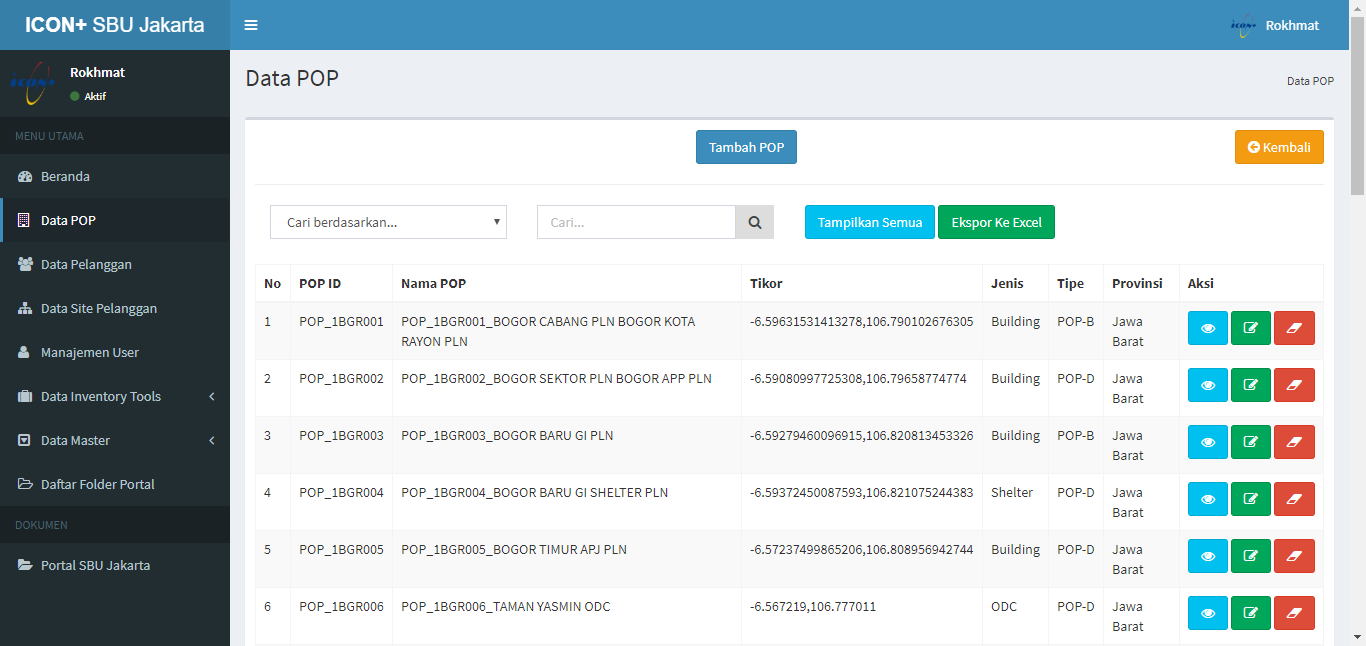 ICON+ SBU Jakarta
Rokhmat
Rokhmat
Aktif
MENU UTAMA
Beranda
Data POP
Data Pelanggan
Data Site Pelanggan
Manajemen User
Data Inventory Tools
Data Master
Daftar Folder Portal
DOKUMEN
Portal SBU Jakarta
Data POP
Data POP
Tambah POP
Kembali
Cari berdasarkan...
Cari...
Tampilkan Semua
Ekspor Ke Excel
No POP ID Nama POP Tikor Jenis Tipe Provinsi Aksi
1 POP_1BGR001 POP_1BGR001_BOGOR CABANG PLN BOGOR KOTA -6.59631531413278,106.790102676305 Building POP-B Jawa
RAYON PLN Barat
2 POP_1BGR002 POP_1BGR002_BOGOR SEKTOR PLN BOGOR APP PLN -6.59080997725308,106.79658774774 Building POP-D Jawa
Barat
3 POP_1BGR003 POP_1BGR003_BOGOR BARU GI PLN -6.59279460096915,106.820813453326 Building POP-B Jawa
Barat
4 POP_1BGR004 POP_1BGR004_BOGOR BARU GI SHELTER PLN -6.59372450087593,106.821075244383 Shelter POP-D Jawa
Barat
5 POP_1BGR005 POP_1BGR005_BOGOR TIMUR APJ PLN -6.57237499865206,106.808956942744 Building POP-D Jawa
Barat
6 POP_1BGR006 POP_1BGR006_TAMAN YASMIN ODC -6.567219,106.777011 ODC POP-D Jawa
Barat